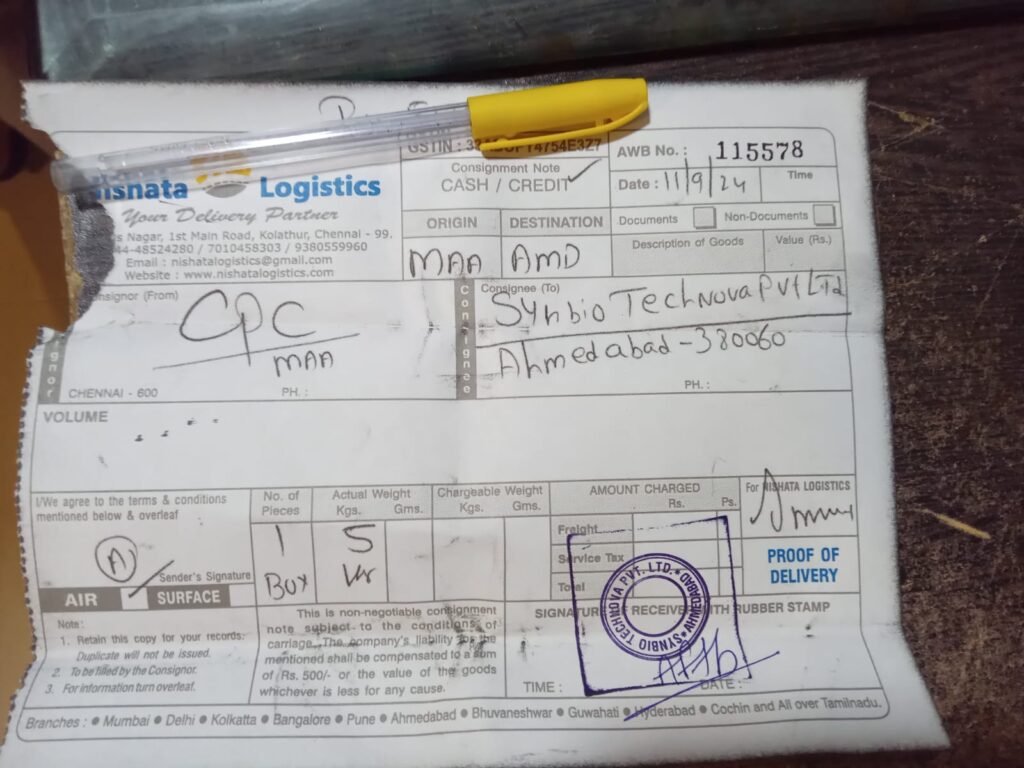 GSTIN :
Consignment Note
CASH / CREDIT ✓
AWB No. : 115578
Date : 11/9/24 Time
Logistics
Your Delivery Partner
Nagar, 1st Main Road, Kolathur, Chennai - 99.
44-48524280 / 7010458303 / 9380559960
Email : nishatalogistics@gmail.com
Website : www.nishatalogistics.com
ORIGIN DESTINATION
MAA AMD
Documents Non-Documents
Description of Goods Value (Rs.)
(From)
CPC
MAA
CHENNAI - 600 PH. :
Consignee
Consignee (To)
Synbio Technova Pvt Ltd
Ahmedabad - 380060
PH. :
VOLUME
I/We agree to the terms & conditions
mentioned below & overleaf
A
Sender's Signature
AIR SURFACE
No. of Pieces
1
Box
Actual Weight
Kgs. Gms.
5
Chargeable Weight
Kgs. Gms.
AMOUNT CHARGED
Rs. Ps.
Freight
Service Tax
Total
For NISHATA LOGISTICS
PROOF OF
DELIVERY
Note :
1. Retain this copy for your records.
Duplicate will not be issued.
2. To be filled by the Consignor.
3. For information turn overleaf.
This is non-negotiable consignment
note subject to the conditions of
carriage. The company's liability for the
mentioned shall be compensated to a sum
of Rs. 500/- or the value of the goods
whichever is less for any cause.
SIGNATURE OF RECEIVER WITH RUBBER STAMP
SYNBIO TECHNOVA PVT. LTD. * AHMEDABAD *
TIME : DATE :
Branches : • Mumbai • Delhi • Kolkatta • Bangalore • Pune • Ahmedabad • Bhuvaneshwar • Guwahati • Hyderabad • Cochin and All over Tamilnadu.